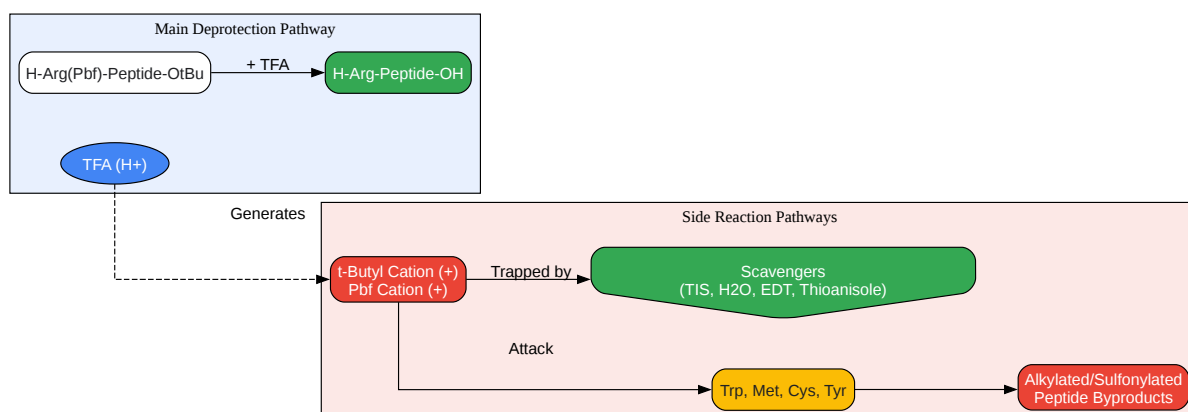 Main Deprotection Pathway
H-Arg(Pbf)-Peptide-OtBu
+ TFA
H-Arg-Peptide-OH
TFA (H+)
Generates
Side Reaction Pathways
t-Butyl Cation (+)
Pbf Cation (+)
Trapped by
Scavengers
(TIS, H2O, EDT, Thioanisole)
Attack
Trp, Met, Cys, Tyr
Alkylated/Sulfonylated
Peptide Byproducts